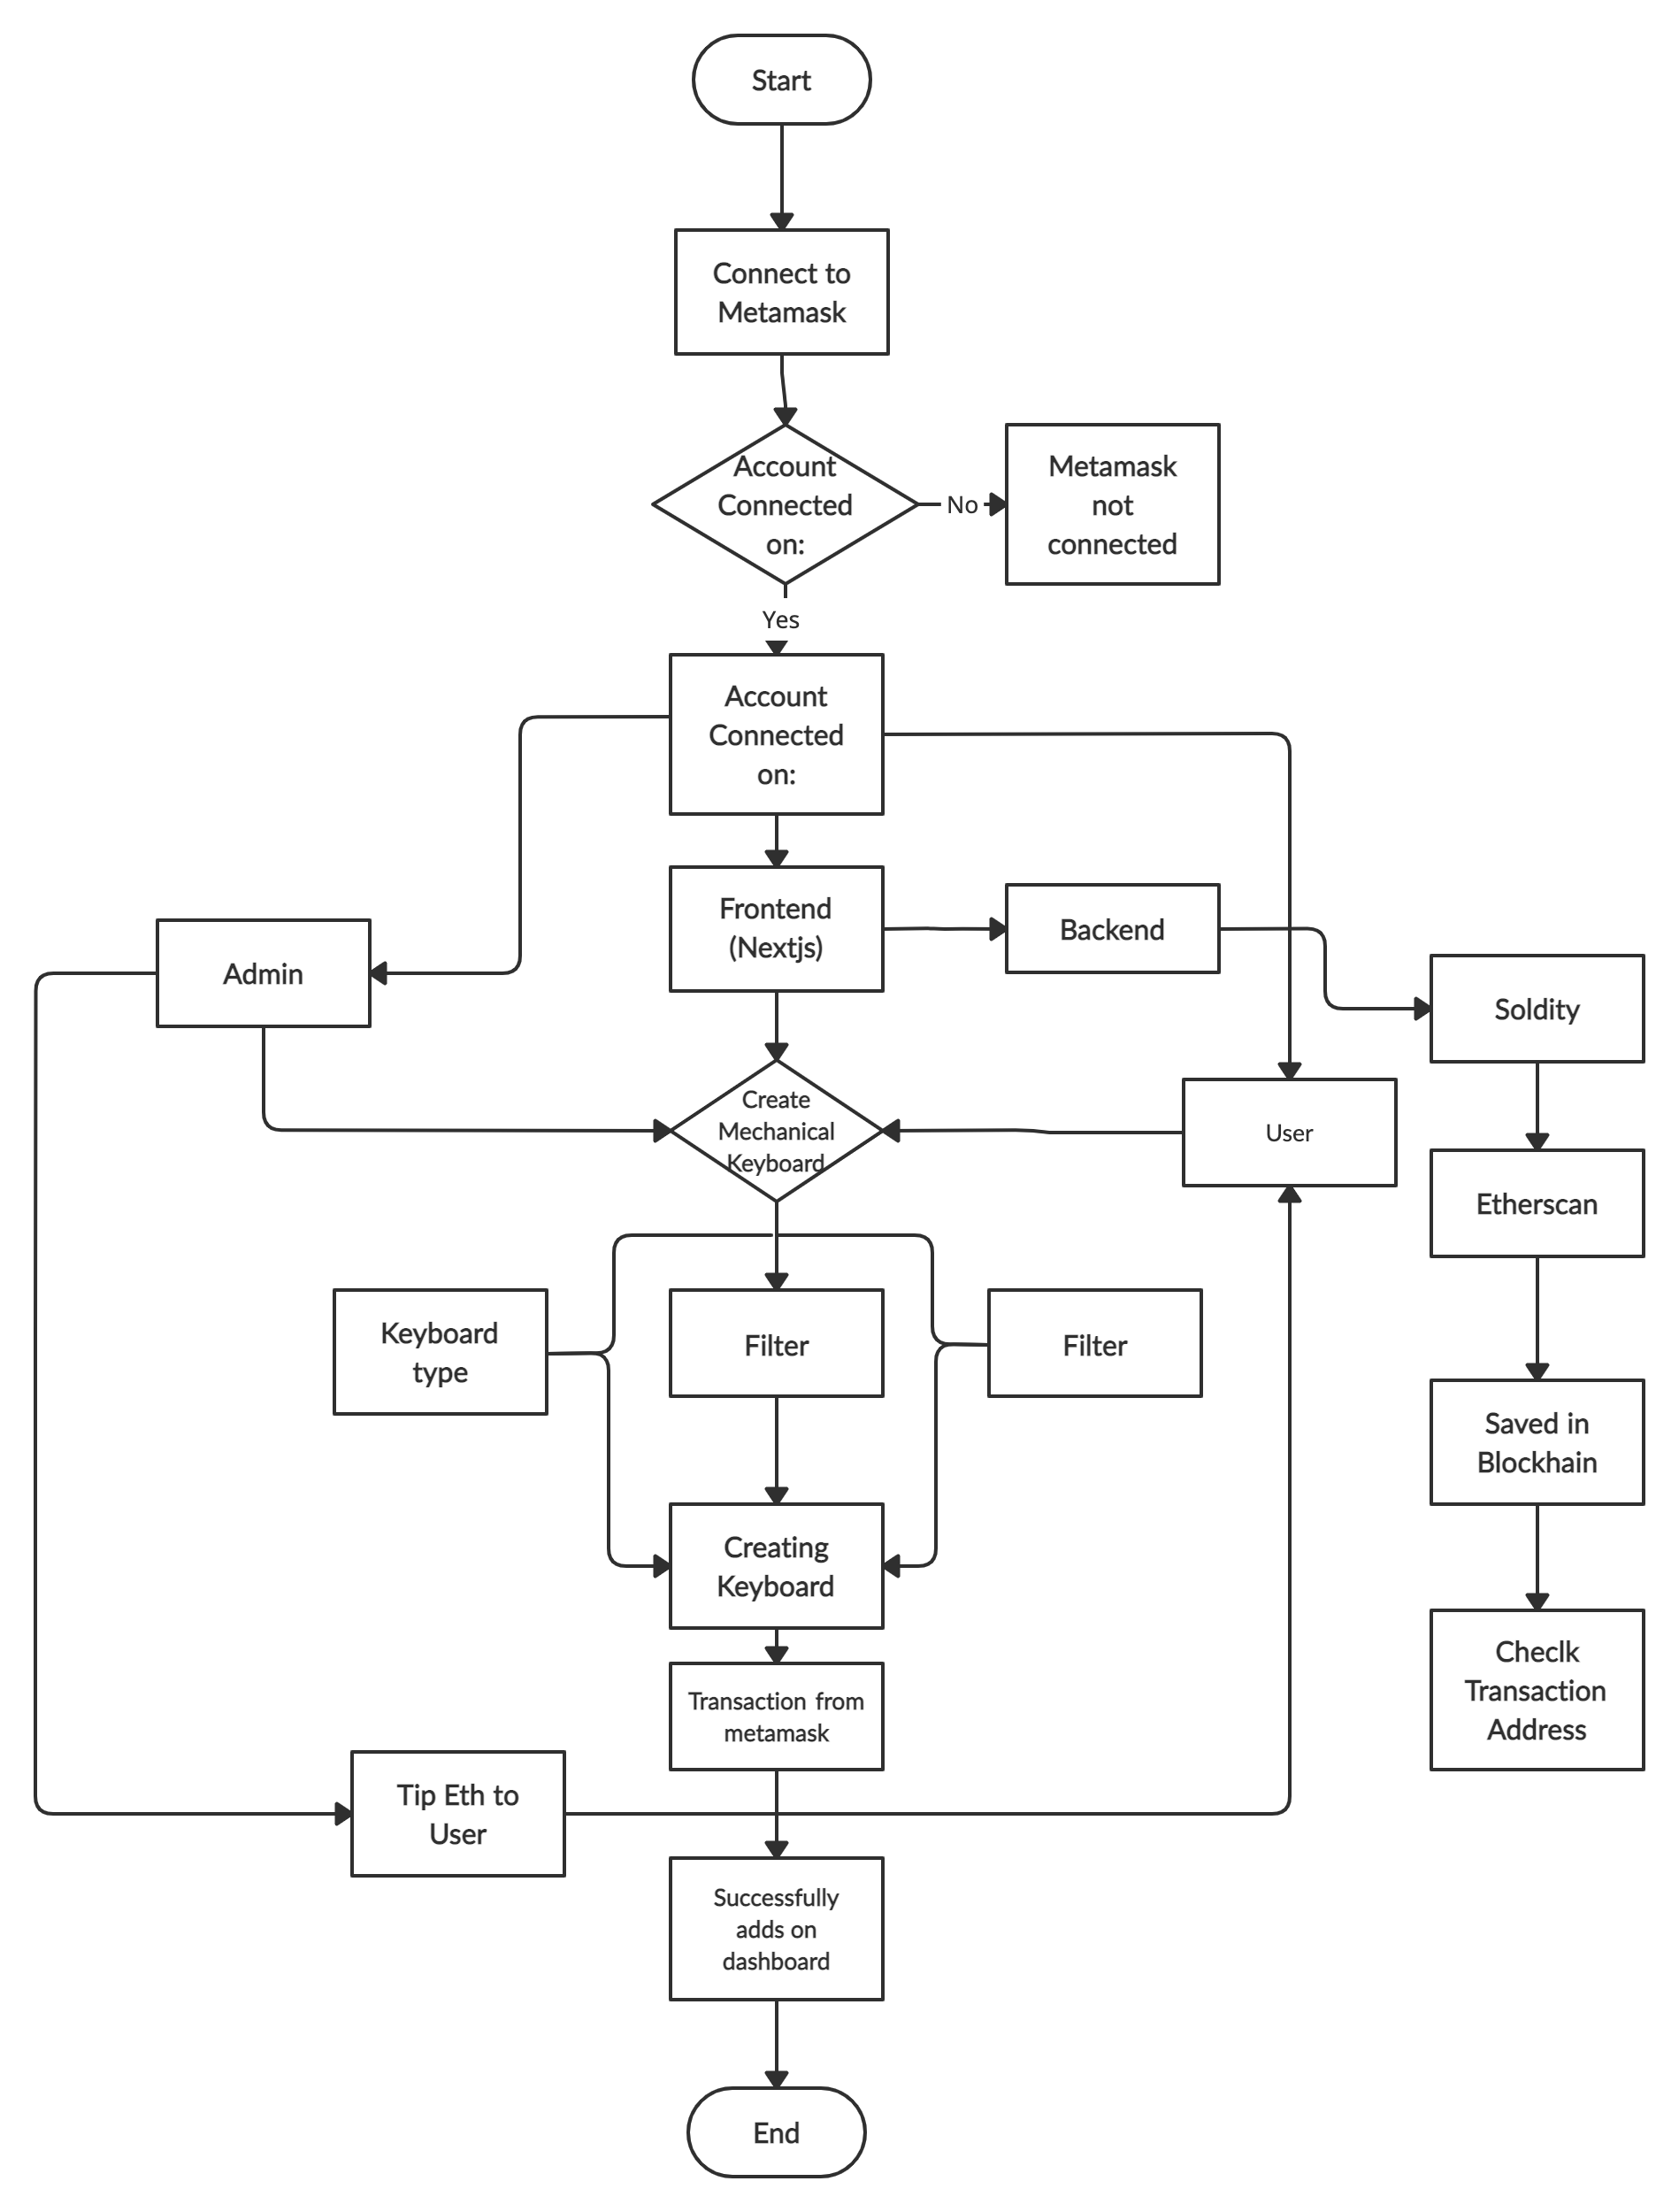 Start
Connect to
Metamask
Account
Connected
on:
No
Metamask
not
connected
Yes
Account
Connected
on:
Frontend
(Nextjs)
Backend
Admin
Soldity
Create
Mechanical
Keyboard
User
Etherscan
Keyboard
type
Filter
Filter
Saved in
Blockhain
Creating
Keyboard
Checlk
Transaction
Address
Transaction from
metamask
Tip Eth to
User
Successfully
adds on
dashboard
End